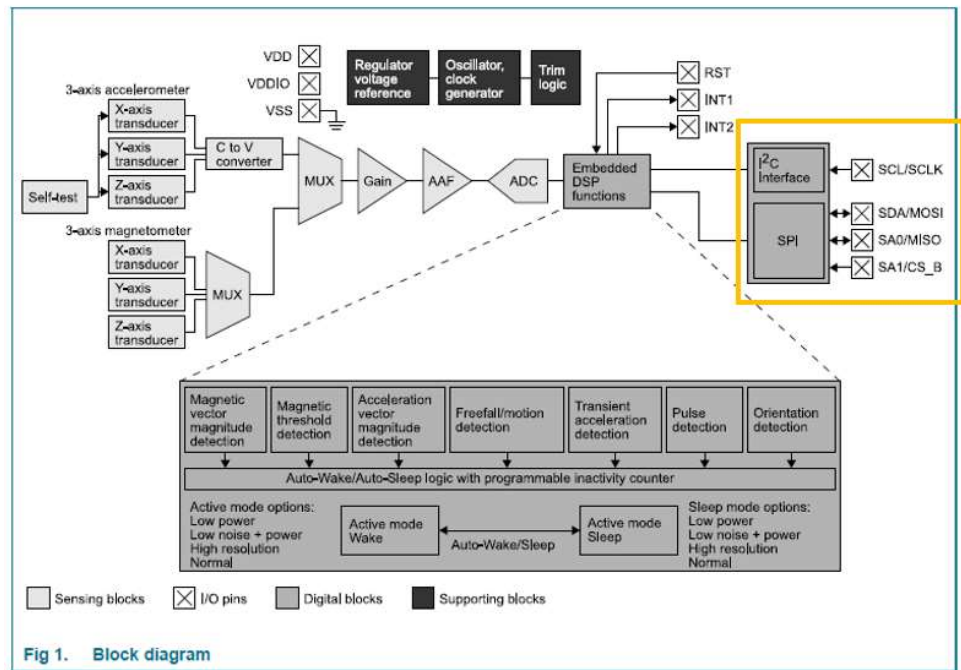 VDD
VDDIO
VSS
Regulator
voltage
reference
Oscillator,
clock
generator
Trim
logic
RST
INT1
INT2
3-axis accelerometer
X-axis
transducer
Y-axis
transducer
Z-axis
transducer
Self-test
C to V
converter
MUX
Gain
AAF
ADC
Embedded
DSP
functions
I²C
Interface
SPI
SCL/SCLK
SDA/MOSI
SA0/MISO
SA1/CS_B
3-axis magnetometer
X-axis
transducer
Y-axis
transducer
Z-axis
transducer
MUX
Magnetic
vector
magnitude
detection
Magnetic
threshold
detection
Acceleration
vector
magnitude
detection
Freefall/motion
detection
Transient
acceleration
detection
Pulse
detection
Orientation
detection
Auto-Wake/Auto-Sleep logic with programmable inactivity counter
Active mode options:
Low power
Low noise + power
High resolution
Normal
Active mode
Wake
Auto-Wake/Sleep
Active mode
Sleep
Sleep mode options:
Low power
Low noise + power
High resolution
Normal
Sensing blocks
I/O pins
Digital blocks
Supporting blocks
Fig 1. Block diagram